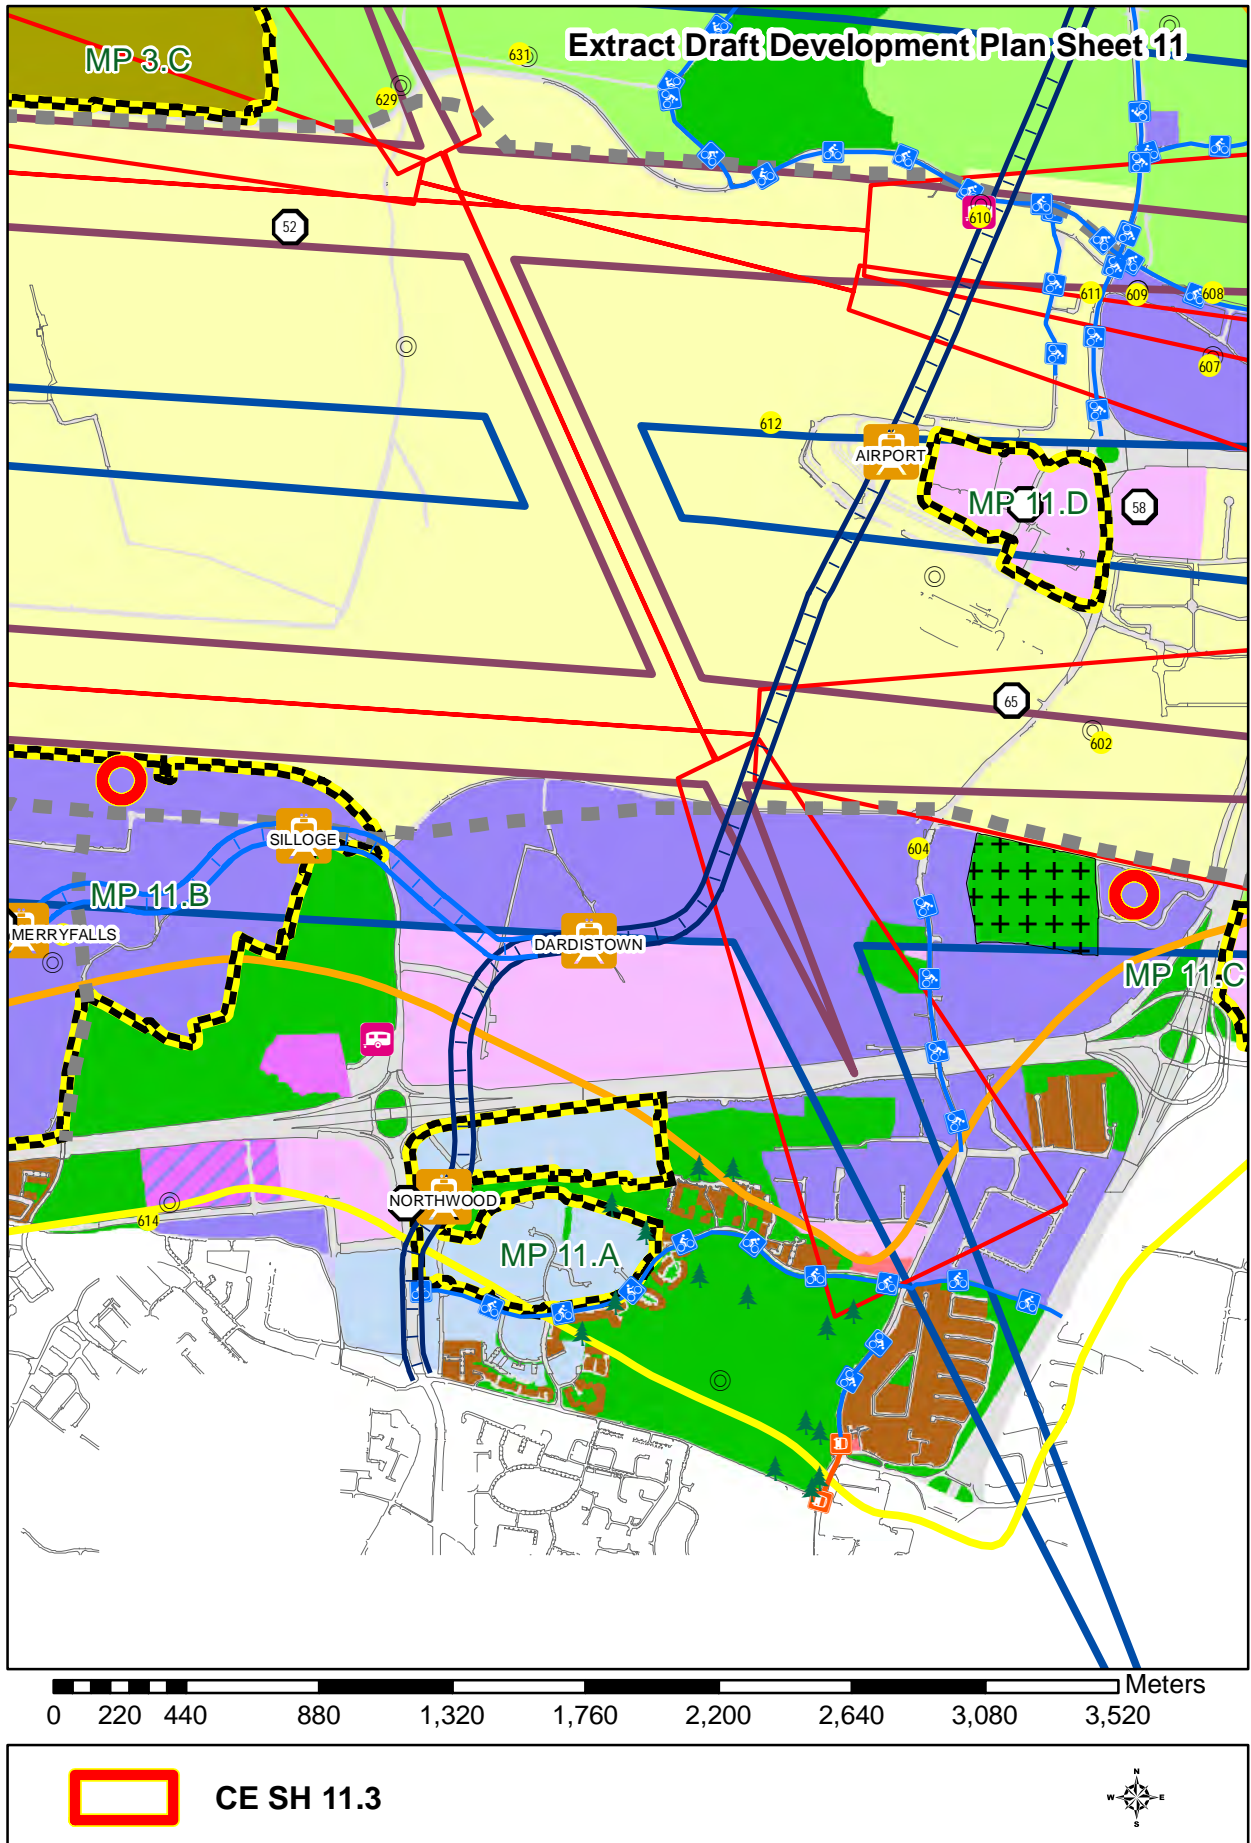 Extract Draft Development Plan Sheet 11
MP 3.C
631
629
52
610
611
609
608
607
612
AIRPORT
MP 11.D
58
65
602
SILLOGE
604
MP 11.B
MERRYFALLS
DARDISTOWN
MP 11.C
NORTHWOOD
614
MP 11.A
Meters
0 220 440 880 1,320 1,760 2,200 2,640 3,080 3,520
CE SH 11.3
N
W E
S